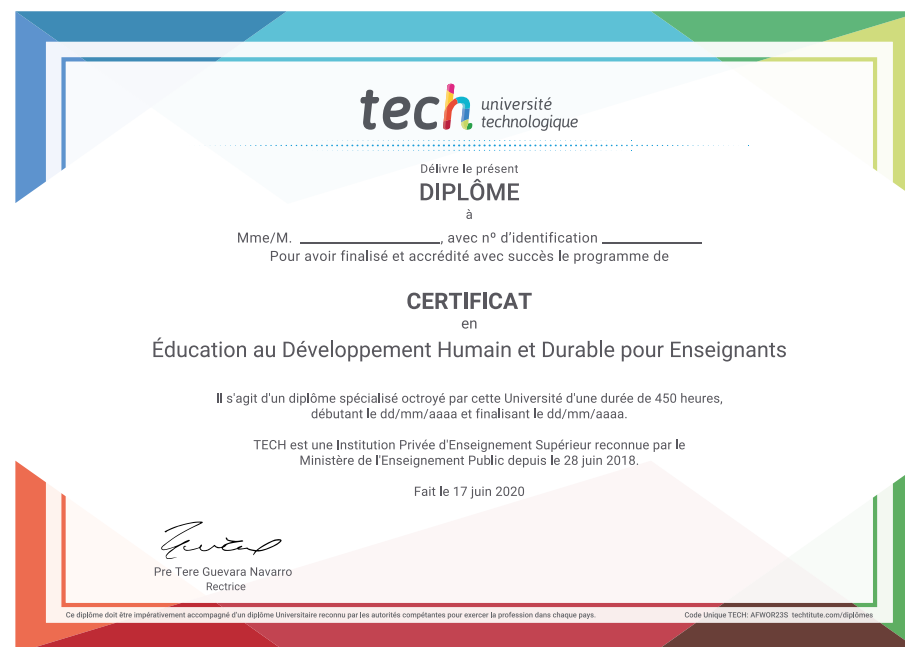 tech université
technologique
Délivre le présent
DIPLÔME
à
Mme/M. ____________________, avec nº d'identification ______________
Pour avoir finalisé et accrédité avec succès le programme de
CERTIFICAT
en
Éducation au Développement Humain et Durable pour Enseignants
Il s'agit d'un diplôme spécialisé octroyé par cette Université d'une durée de 450 heures,
débutant le dd/mm/aaaa et finalisant le dd/mm/aaaa.
TECH est une Institution Privée d'Enseignement Supérieur reconnue par le
Ministère de l'Enseignement Public depuis le 28 juin 2018.
Fait le 17 juin 2020
Pre Tere Guevara Navarro
Rectrice
Ce diplôme doit être impérativement accompagné d'un diplôme Universitaire reconnu par les autorités compétentes pour exercer la profession dans chaque pays. Code Unique TECH: AFWOR23S techtitute.com/diplômes